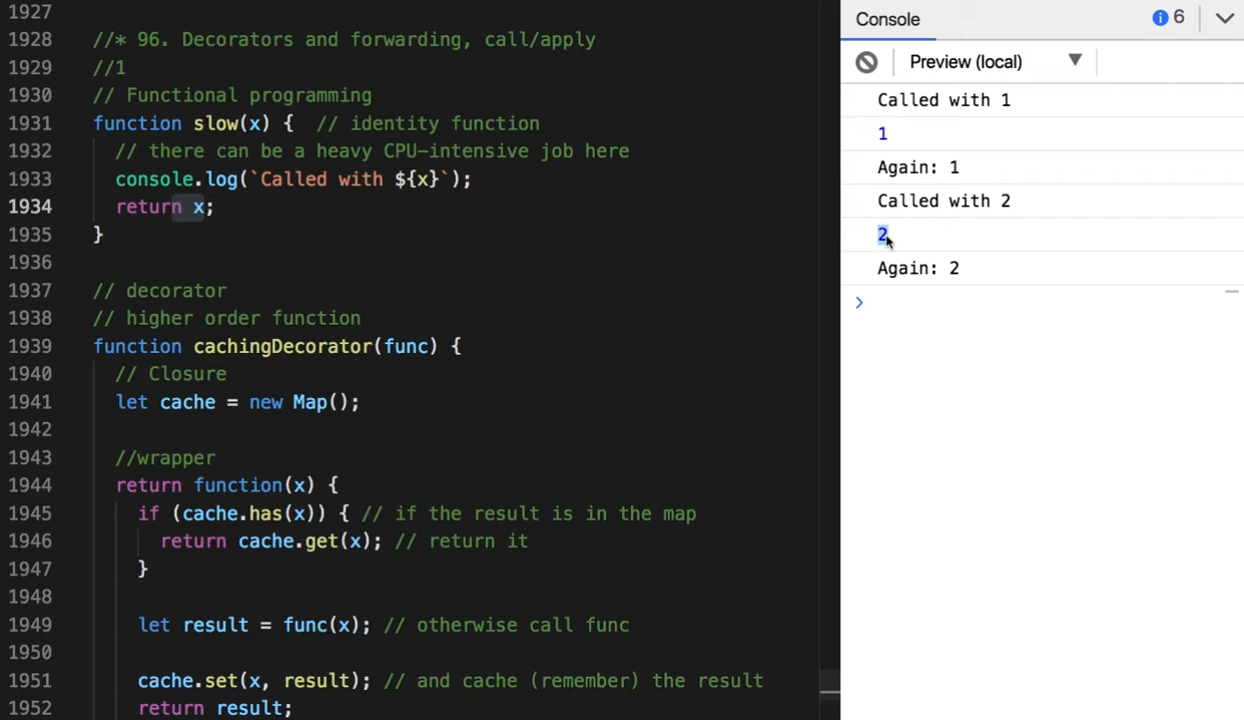 1927
1928 //* 96. Decorators and forwarding, call/apply
1929 //1
1930 // Functional programming
1931 function slow(x) { // identity function
1932 // there can be a heavy CPU-intensive job here
1933 console.log(`Called with ${x}`);
1934 return x;
1935 }
1936
1937 // decorator
1938 // higher order function
1939 function cachingDecorator(func) {
1940 // Closure
1941 let cache = new Map();
1942
1943 //wrapper
1944 return function(x) {
1945 if (cache.has(x)) { // if the result is in the map
1946 return cache.get(x); // return it
1947 }
1948
1949 let result = func(x); // otherwise call func
1950
1951 cache.set(x, result); // and cache (remember) the result
1952 return result;
Console
6
Preview (local)
Called with 1
1
Again: 1
Called with 2
2
Again: 2